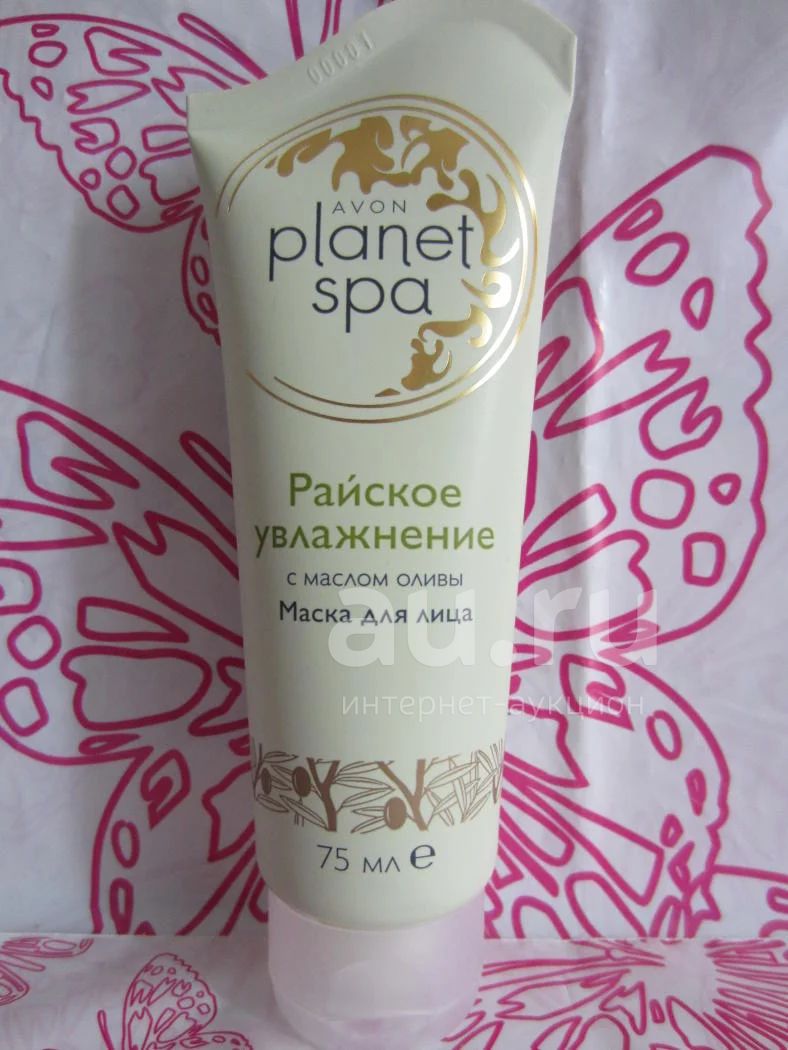 AVON
planet
spa
Райское
увлажнение
с маслом оливы
Маска для лица
au.ru
интернет-аукцион
75 мл e